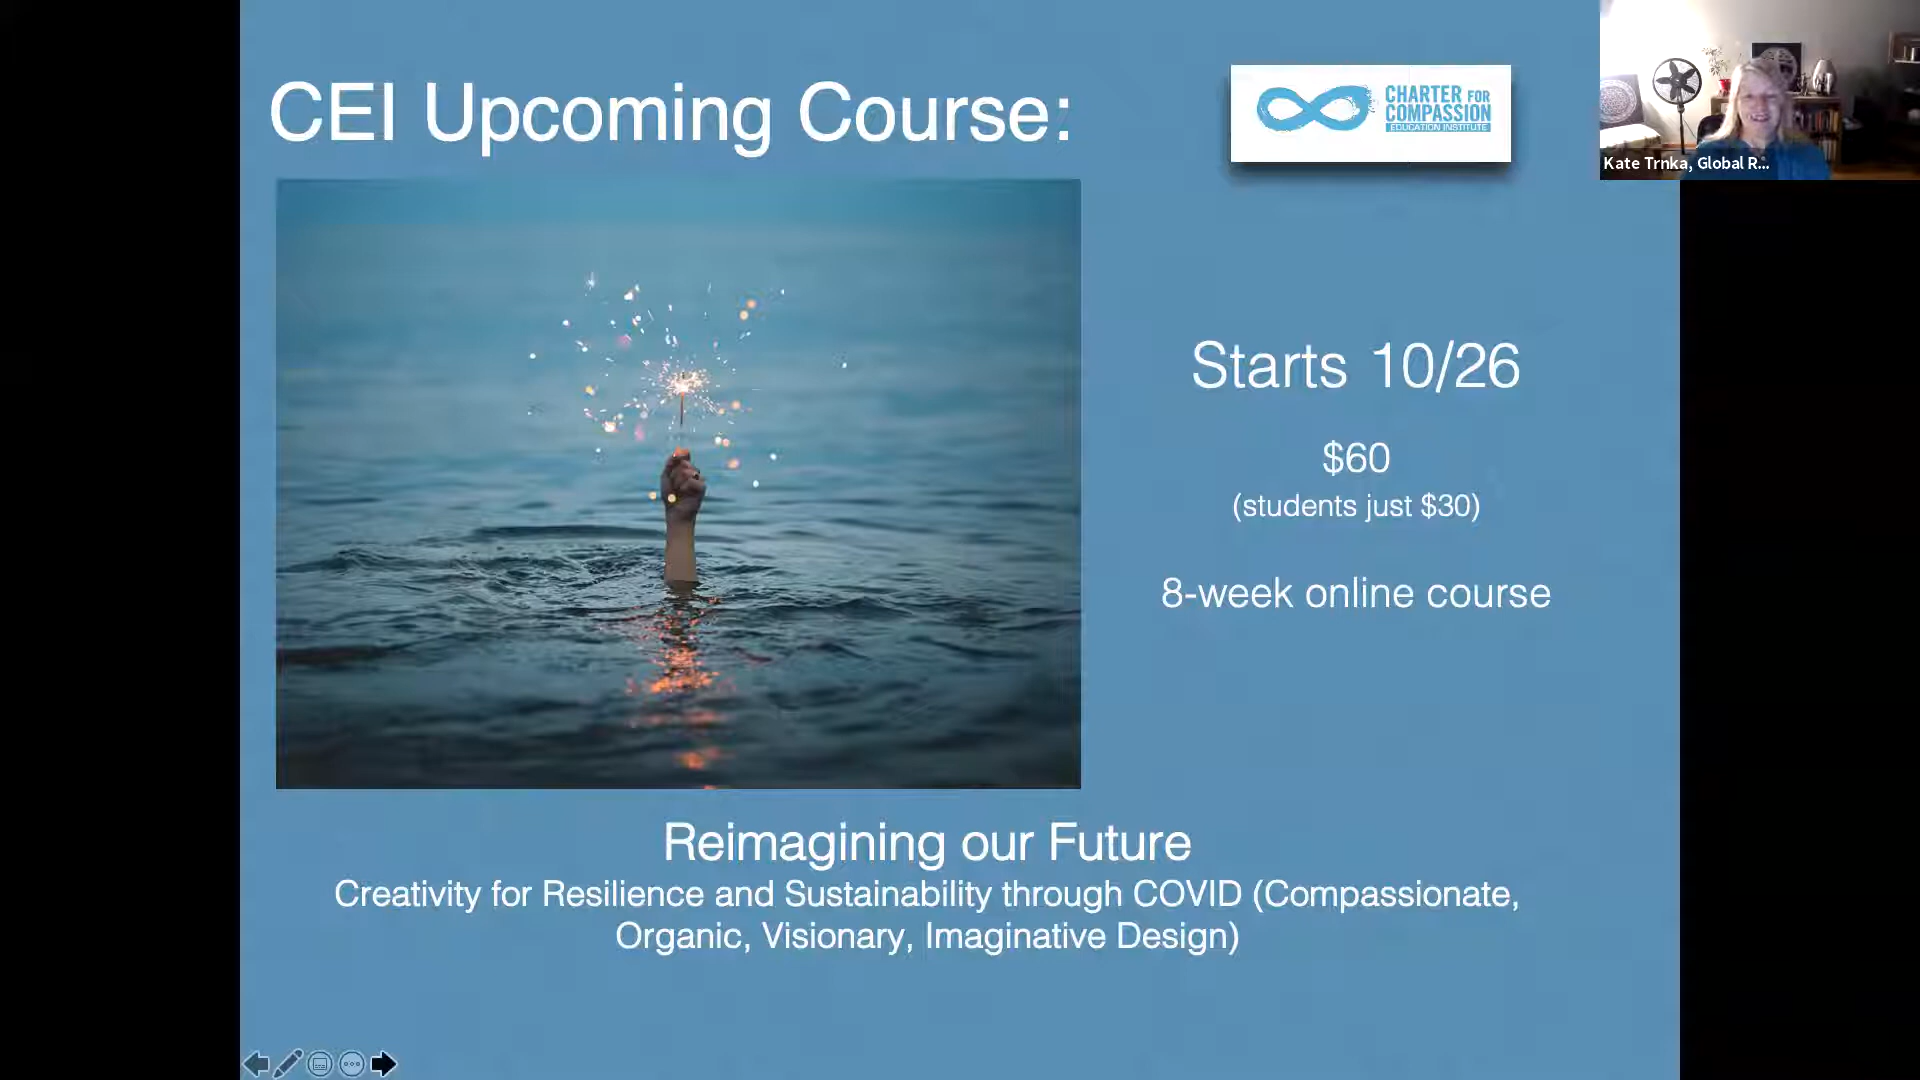 CEI Upcoming Course:
CHARTER FOR
COMPASSION
EDUCATION INSTITUTE
Kate Trnka, Global R...
Starts 10/26
$60
(students just $30)
8-week online course
Reimagining our Future
Creativity for Resilience and Sustainability through COVID (Compassionate,
Organic, Visionary, Imaginative Design)